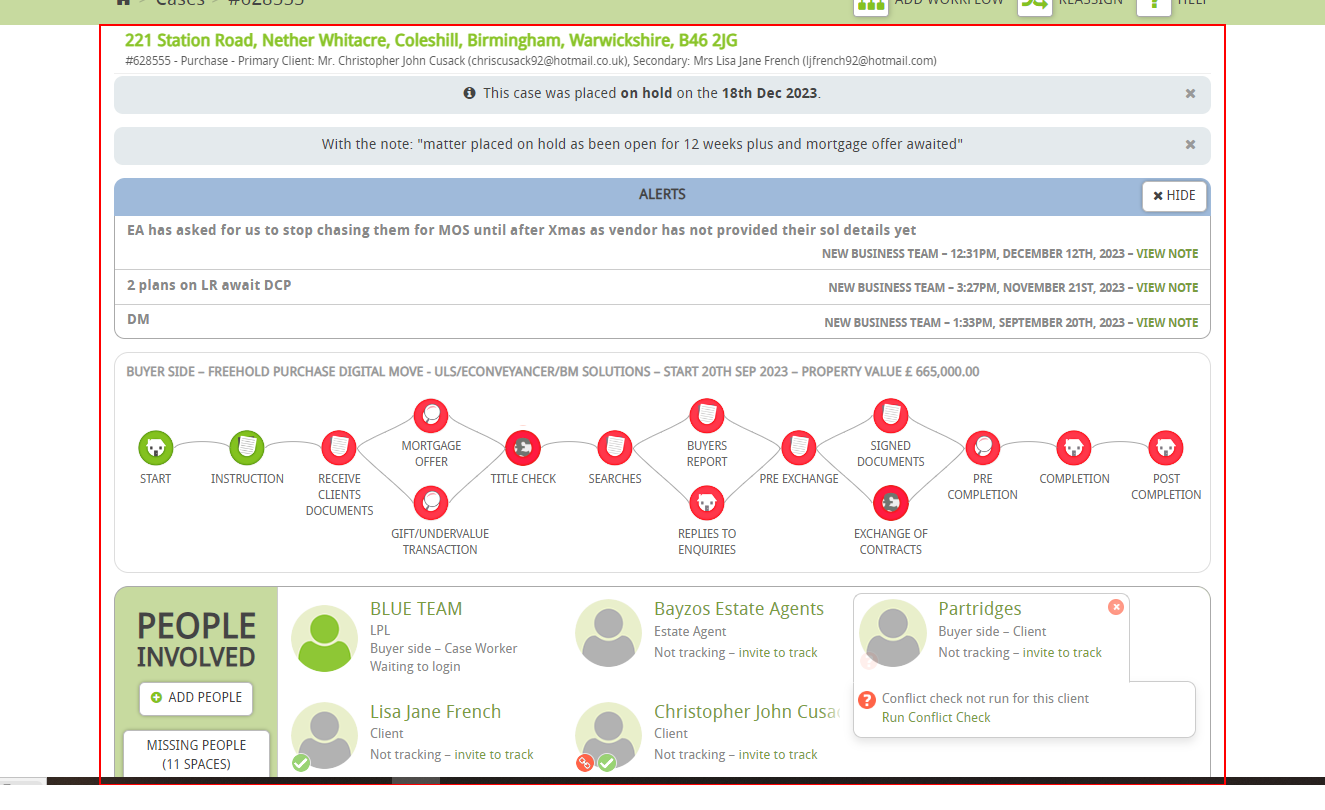 Cases #628555
ADD WORKFLOW REASSIGN HELP
221 Station Road, Nether Whitacre, Coleshill, Birmingham, Warwickshire, B46 2JG
#628555 - Purchase - Primary Client: Mr. Christopher John Cusack (chriscusack92@hotmail.co.uk), Secondary: Mrs Lisa Jane French (ljfrench92@hotmail.com)
This case was placed on hold on the 18th Dec 2023.
With the note: "matter placed on hold as been open for 12 weeks plus and mortgage offer awaited"
ALERTS
HIDE
EA has asked for us to stop chasing them for MOS until after Xmas as vendor has not provided their sol details yet
NEW BUSINESS TEAM – 12:31PM, DECEMBER 12TH, 2023 – VIEW NOTE
2 plans on LR await DCP
NEW BUSINESS TEAM – 3:27PM, NOVEMBER 21ST, 2023 – VIEW NOTE
DM
NEW BUSINESS TEAM – 1:33PM, SEPTEMBER 20TH, 2023 – VIEW NOTE
BUYER SIDE – FREEHOLD PURCHASE DIGITAL MOVE - ULS/ECONVEYANCER/BM SOLUTIONS – START 20TH SEP 2023 – PROPERTY VALUE £ 665,000.00
START
INSTRUCTION
RECEIVE
CLIENTS
DOCUMENTS
MORTGAGE
OFFER
GIFT/UNDERVALUE
TRANSACTION
TITLE CHECK
SEARCHES
BUYERS
REPORT
REPLIES TO
ENQUIRIES
PRE EXCHANGE
SIGNED
DOCUMENTS
EXCHANGE OF
CONTRACTS
PRE
COMPLETION
COMPLETION
POST
COMPLETION
PEOPLE
INVOLVED
ADD PEOPLE
MISSING PEOPLE
(11 SPACES)
BLUE TEAM
LPL
Buyer side – Case Worker
Waiting to login
Bayzos Estate Agents
Estate Agent
Not tracking – invite to track
Partridges
Buyer side – Client
Not tracking – invite to track
Conflict check not run for this client
Run Conflict Check
Lisa Jane French
Client
Not tracking – invite to track
Christopher John Cusac
Client
Not tracking – invite to track